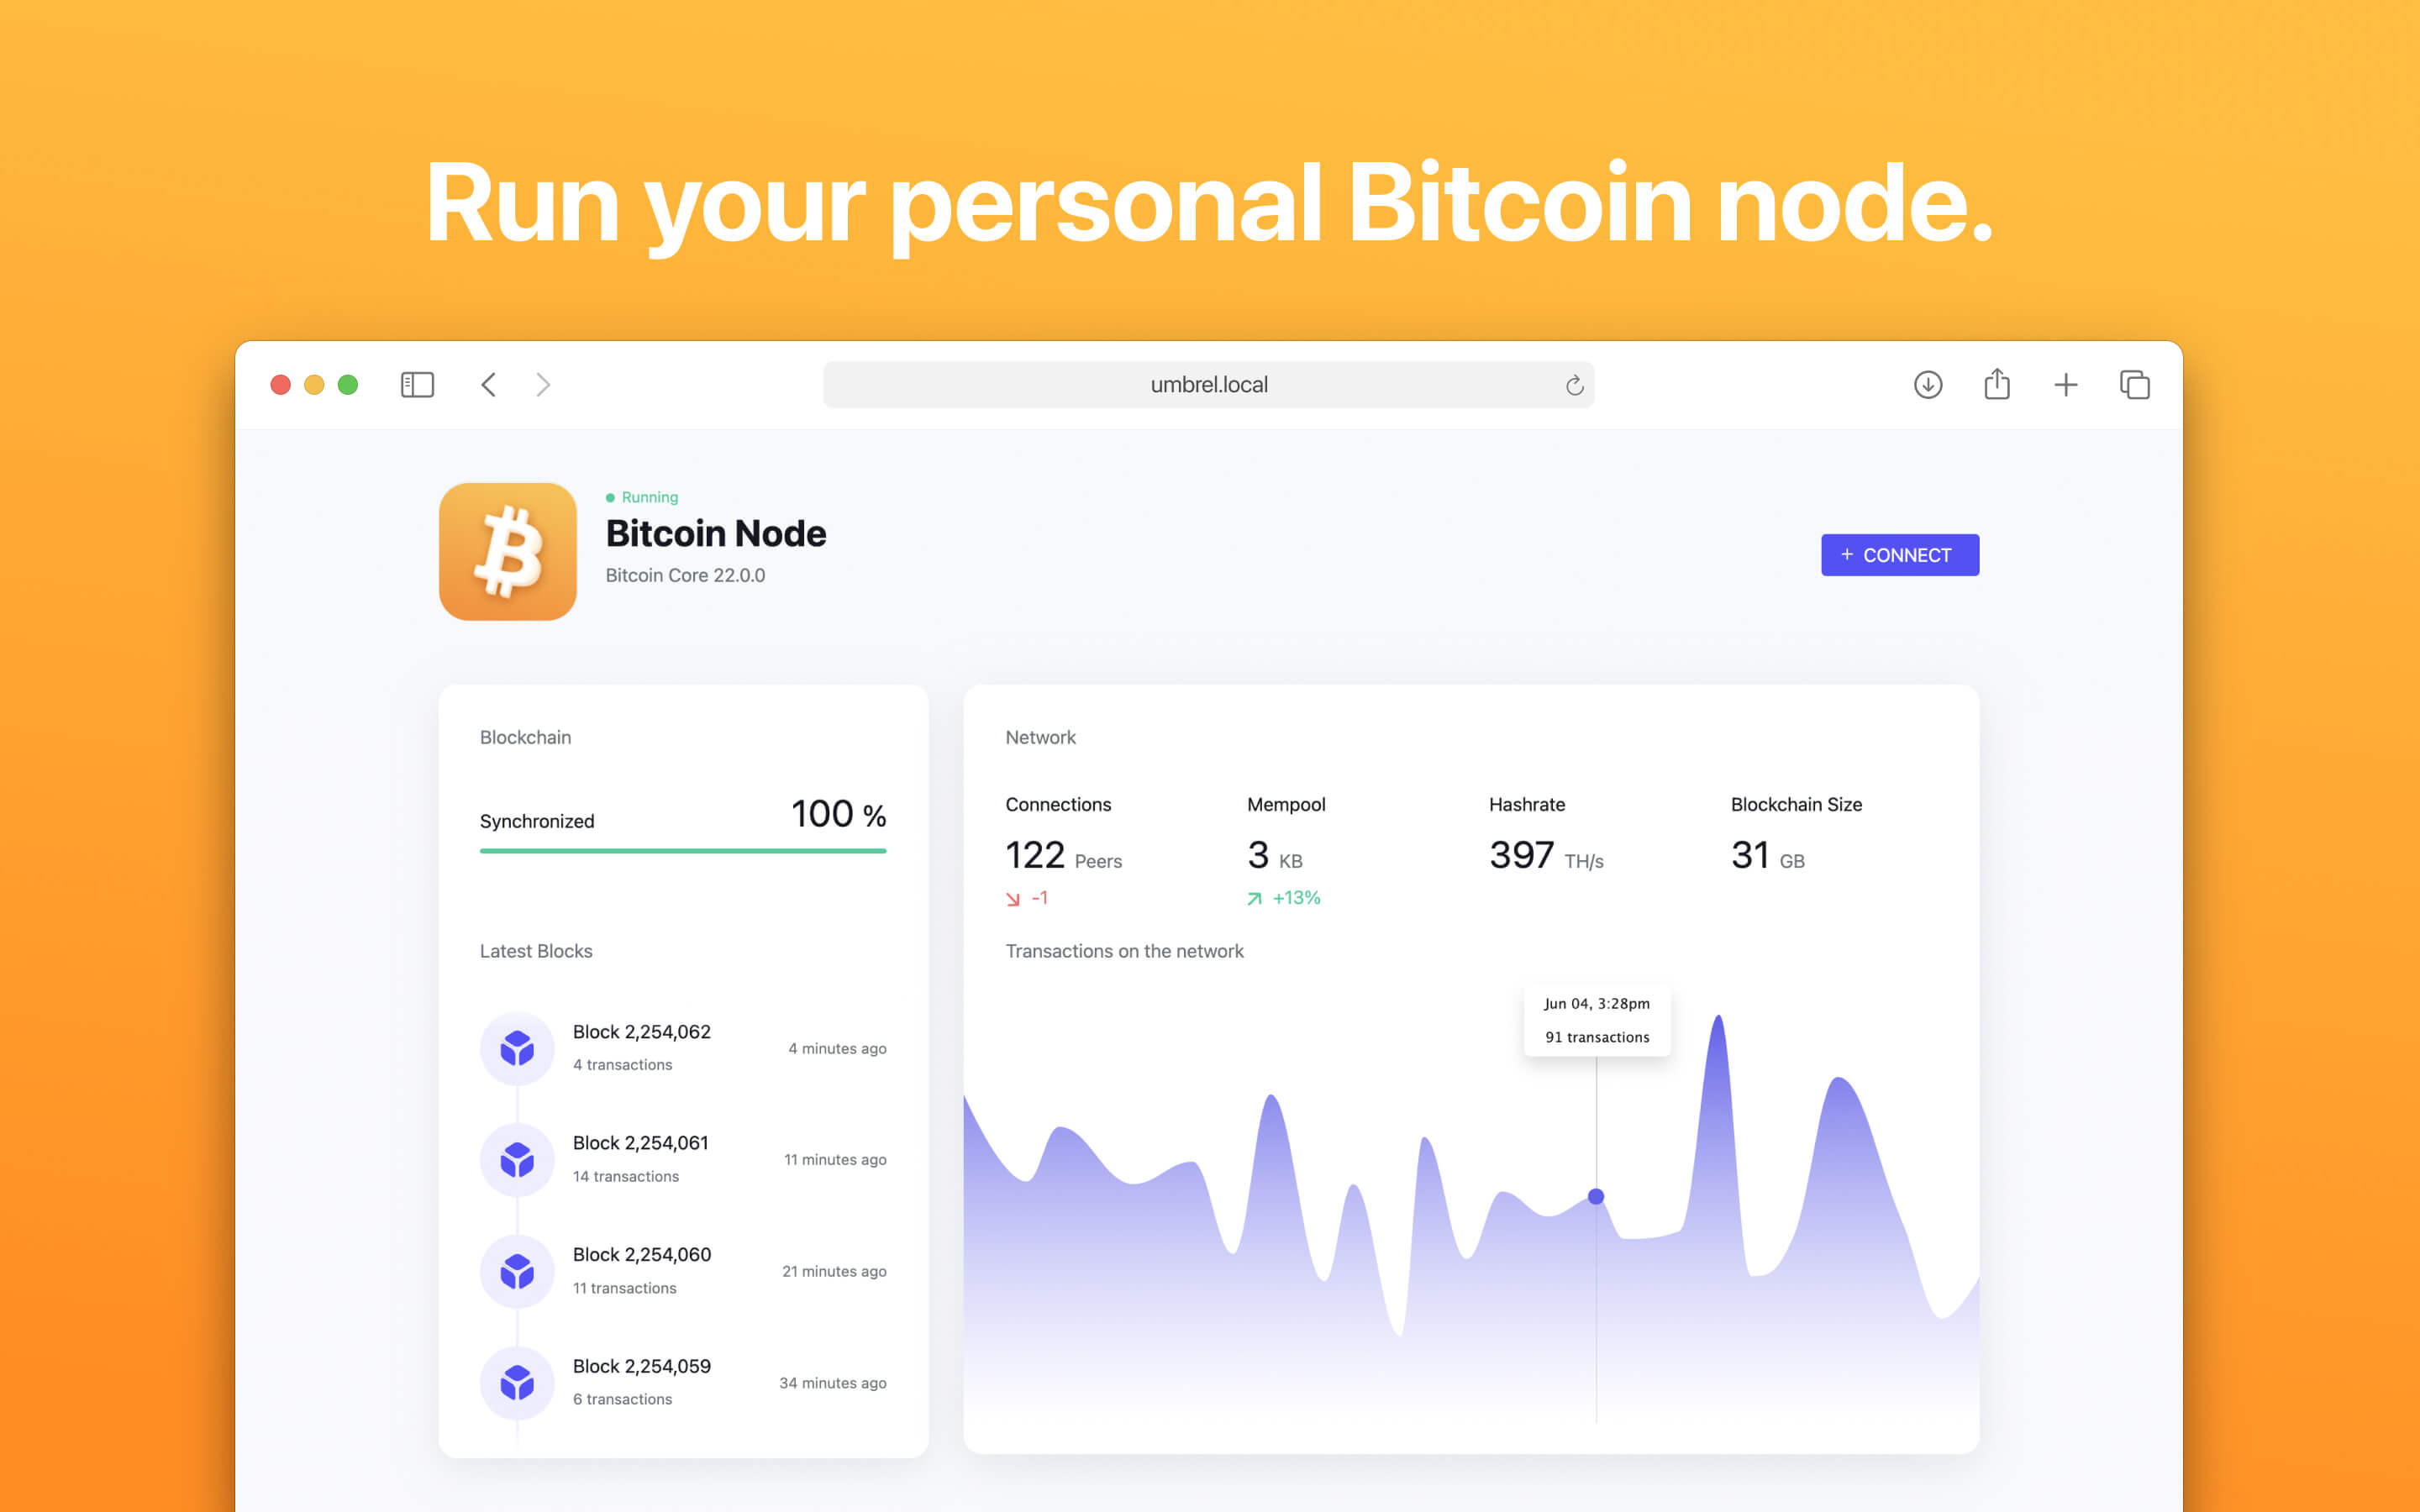 Run your personal Bitcoin node.
umbrel.local
Running
Bitcoin Node
Bitcoin Core 22.0.0
+ CONNECT
Blockchain
Synchronized 100 %
Latest Blocks
Block 2,254,062
4 transactions
4 minutes ago
Block 2,254,061
14 transactions
11 minutes ago
Block 2,254,060
11 transactions
21 minutes ago
Block 2,254,059
6 transactions
34 minutes ago
Network
Connections
122 Peers
-1
Mempool
3 KB
+13%
Hashrate
397 TH/s
Blockchain Size
31 GB
Transactions on the network
Jun 04, 3:28pm
91 transactions